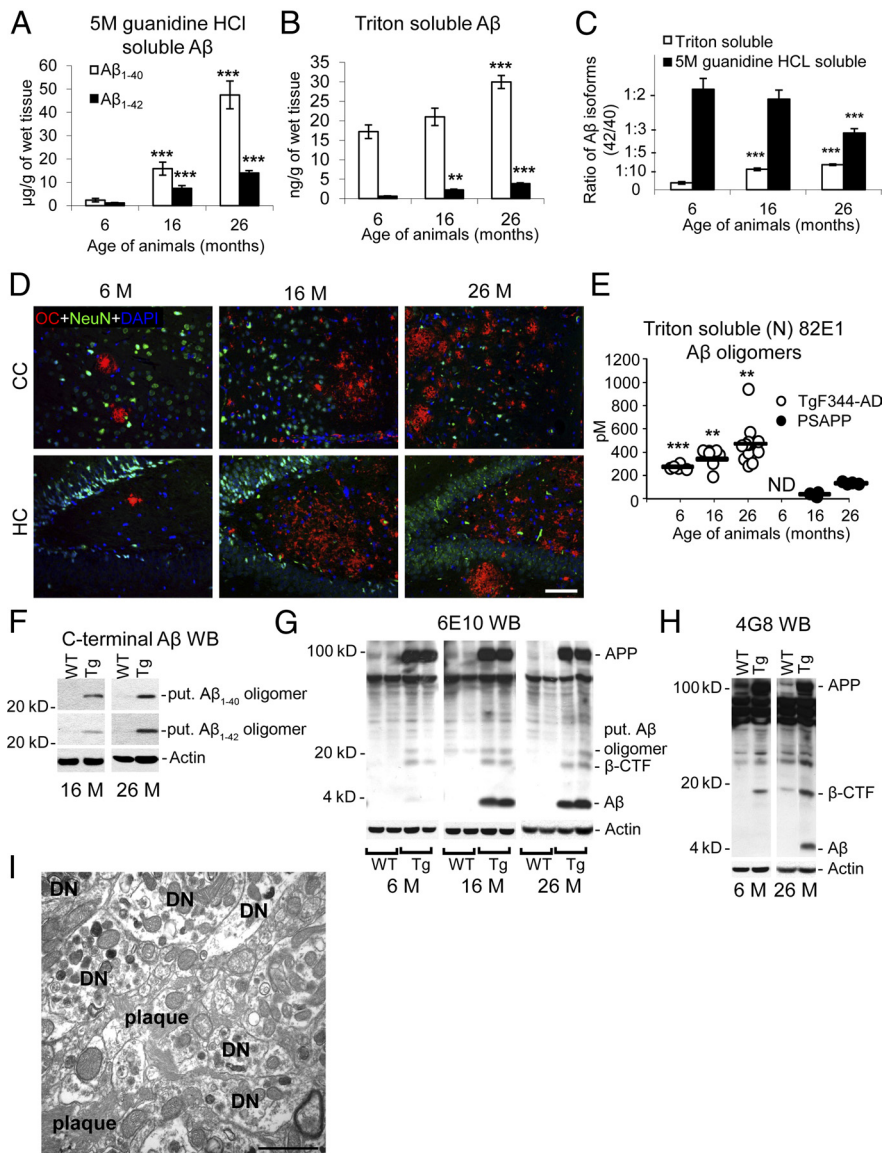 A
5M guanidine HCl
soluble Aβ
Aβ1-40
Aβ1-42
µg/g of wet tissue
60
50
40
30
20
10
0
***
***
***
***
6
16
26
Age of animals (months)
B
Triton soluble Aβ
ng/g of wet tissue
35
30
25
20
15
10
5
0
**
***
***
6
16
26
Age of animals (months)
C
Triton soluble
5M guanidine HCL soluble
Ratio of Aβ isoforms
(42/40)
1:2
1:3
1:5
1:10
0
***
***
***
6
16
26
Age of animals (months)
D
6 M
16 M
26 M
OC+NeuN+DAPI
CC
HC
E
Triton soluble (N) 82E1
Aβ oligomers
pM
1200
1000
800
600
400
200
0
***
**
**
ND
TgF344-AD
PSAPP
6
16
26
6
16
26
Age of animals (months)
F
C-terminal Aβ WB
WT
Tg
WT
Tg
20 kD
put. Aβ1-40 oligomer
20 kD
put. Aβ1-42 oligomer
Actin
16 M
26 M
G
6E10 WB
100 kD
APP
put. Aβ
oligomer
20 kD
β-CTF
4 kD
Aβ
Actin
WT
Tg
WT
Tg
WT
Tg
6 M
16 M
26 M
H
4G8 WB
WT
Tg
WT
Tg
100 kD
APP
20 kD
β-CTF
4 kD
Aβ
Actin
6 M
26 M
I
DN
DN
DN
DN
plaque
DN
DN
plaque